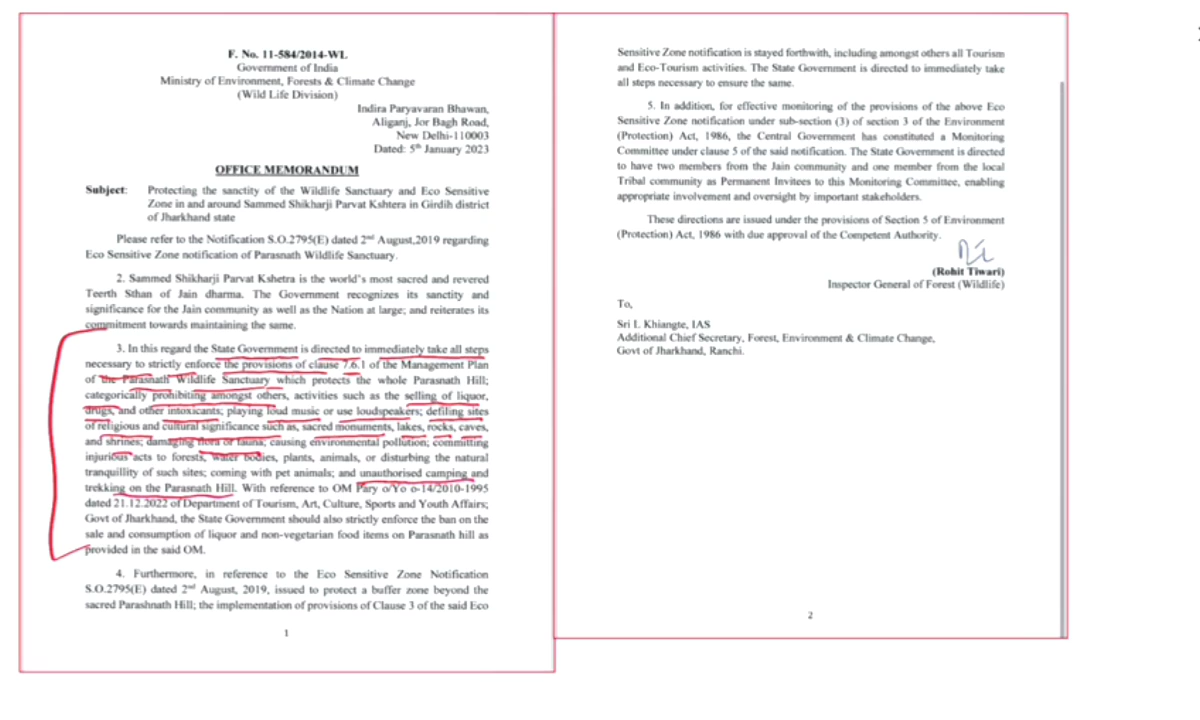 F. No. 11-584/2014-WL
Government of India
Ministry of Environment, Forests & Climate Change
(Wild Life Division)
Indira Paryavaran Bhawan,
Aliganj, Jor Bagh Road,
New Delhi-110003
Dated: 5th January 2023
OFFICE MEMORANDUM
Subject: Protecting the sanctity of the Wildlife Sanctuary and Eco Sensitive
Zone in and around Sammed Shikharji Parvat Kshtera in Girdih district
of Jharkhand state
Please refer to the Notification S.O.2795(E) dated 2nd August,2019 regarding
Eco Sensitive Zone notification of Parasnath Wildlife Sanctuary.
2. Sammed Shikharji Parvat Kshetra is the world's most sacred and revered
Teerth Sthan of Jain dharma. The Government recognizes its sanctity and
significance for the Jain community as well as the Nation at large; and reiterates its
commitment towards maintaining the same.
3. In this regard the State Government is directed to immediately take all steps
necessary to strictly enforce the provisions of clause 7.6.1 of the Management Plan
of the Parasnath Wildlife Sanctuary which protects the whole Parasnath Hill;
categorically prohibiting amongst others, activities such as the selling of liquor,
drugs, and other intoxicants; playing loud music or use loudspeakers; defiling sites
of religious and cultural significance such as, sacred monuments, lakes, rocks, caves,
and shrines; damaging flora or fauna; causing environmental pollution; committing
injurious acts to forests, water bodies, plants, animals, or disturbing the natural
tranquillity of such sites; coming with pet animals; and unauthorised camping and
trekking on the Parasnath Hill. With reference to OM Pary o/Yo o-14/2010-1995
dated 21.12.2022 of Department of Tourism, Art, Culture, Sports and Youth Affairs;
Govt of Jharkhand, the State Government should also strictly enforce the ban on the
sale and consumption of liquor and non-vegetarian food items on Parasnath hill as
provided in the said OM.
4. Furthermore, in reference to the Eco Sensitive Zone Notification
S.O.2795(E) dated 2nd August, 2019, issued to protect a buffer zone beyond the
sacred Parashnath Hill; the implementation of provisions of Clause 3 of the said Eco
1
Sensitive Zone notification is stayed forthwith, including amongst others all Tourism
and Eco-Tourism activities. The State Government is directed to immediately take
all steps necessary to ensure the same.
5. In addition, for effective monitoring of the provisions of the above Eco
Sensitive Zone notification under sub-section (3) of section 3 of the Environment
(Protection) Act, 1986, the Central Government has constituted a Monitoring
Committee under clause 5 of the said notification. The State Government is directed
to have two members from the Jain community and one member from the local
Tribal community as Permanent Invitees to this Monitoring Committee, enabling
appropriate involvement and oversight by important stakeholders.
These directions are issued under the provisions of Section 5 of Environment
(Protection) Act, 1986 with due approval of the Competent Authority.
(Rohit Tiwari)
Inspector General of Forest (Wildlife)
To,
Sri L Khiangte, IAS
Additional Chief Secretary, Forest, Environment & Climate Change,
Govt of Jharkhand, Ranchi.
2